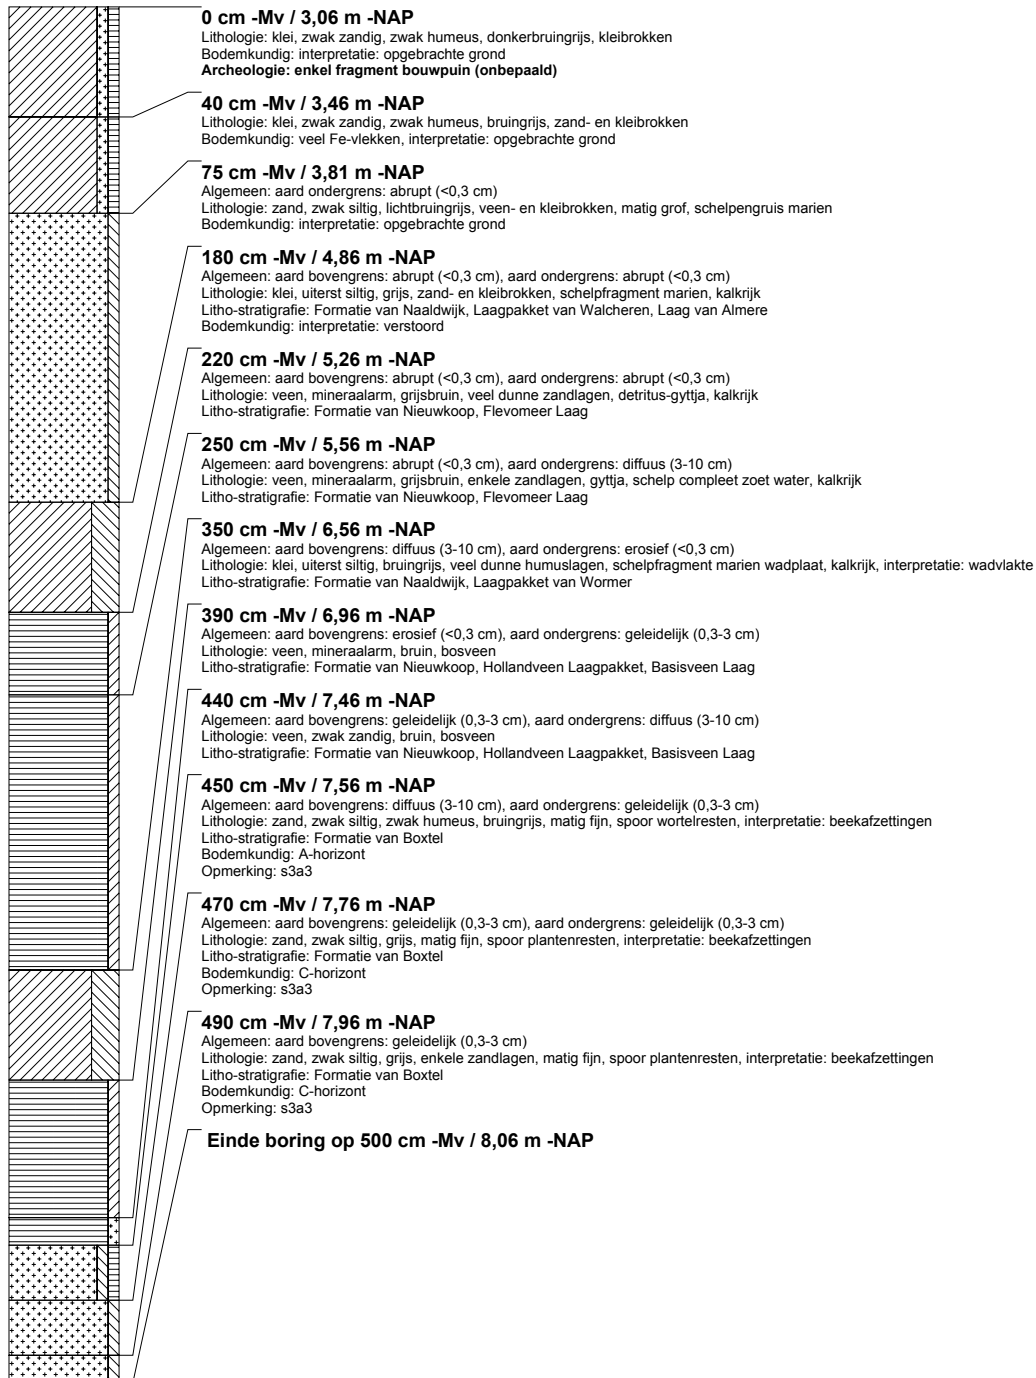 0 cm -Mv / 3,06 m -NAP
Lithologie: klei, zwak zandig, zwak humeus, donkerbruingrijs, kleibrokken
Bodemkundig: interpretatie: opgebrachte grond
Archeologie: enkel fragment bouwpuin (onbepaald)
40 cm -Mv / 3,46 m -NAP
Lithologie: klei, zwak zandig, zwak humeus, bruingrijs, zand- en kleibrokken
Bodemkundig: veel Fe-vlekken, interpretatie: opgebrachte grond
75 cm -Mv / 3,81 m -NAP
Algemeen: aard ondergrens: abrupt (<0,3 cm)
Lithologie: zand, zwak siltig, lichtbruingrijs, veen- en kleibrokken, matig grof, schelpengruis marien
Bodemkundig: interpretatie: opgebrachte grond
180 cm -Mv / 4,86 m -NAP
Algemeen: aard bovengrens: abrupt (<0,3 cm), aard ondergrens: abrupt (<0,3 cm)
Lithologie: klei, uiterst siltig, grijs, zand- en kleibrokken, schelpfragment marien, kalkrijk
Litho-stratigrafie: Formatie van Naaldwijk, Laagpakket van Walcheren, Laag van Almere
Bodemkundig: interpretatie: verstoord
220 cm -Mv / 5,26 m -NAP
Algemeen: aard bovengrens: abrupt (<0,3 cm), aard ondergrens: abrupt (<0,3 cm)
Lithologie: veen, mineraalarm, grijsbruin, veel dunne zandlagen, detritus-gyttja, kalkrijk
Litho-stratigrafie: Formatie van Nieuwkoop, Flevomeer Laag
250 cm -Mv / 5,56 m -NAP
Algemeen: aard bovengrens: abrupt (<0,3 cm), aard ondergrens: diffuus (3-10 cm)
Lithologie: veen, mineraalarm, grijsbruin, enkele zandlagen, gyttja, schelp compleet zoet water, kalkrijk
Litho-stratigrafie: Formatie van Nieuwkoop, Flevomeer Laag
350 cm -Mv / 6,56 m -NAP
Algemeen: aard bovengrens: diffuus (3-10 cm), aard ondergrens: erosief (<0,3 cm)
Lithologie: klei, uiterst siltig, bruingrijs, veel dunne humuslagen, schelpfragment marien wadplaat, kalkrijk, interpretatie: wadvlakte
Litho-stratigrafie: Formatie van Naaldwijk, Laagpakket van Wormer
390 cm -Mv / 6,96 m -NAP
Algemeen: aard bovengrens: erosief (<0,3 cm), aard ondergrens: geleidelijk (0,3-3 cm)
Lithologie: veen, mineraalarm, bruin, bosveen
Litho-stratigrafie: Formatie van Nieuwkoop, Hollandveen Laagpakket, Basisveen Laag
440 cm -Mv / 7,46 m -NAP
Algemeen: aard bovengrens: geleidelijk (0,3-3 cm), aard ondergrens: diffuus (3-10 cm)
Lithologie: veen, zwak zandig, bruin, bosveen
Litho-stratigrafie: Formatie van Nieuwkoop, Hollandveen Laagpakket, Basisveen Laag
450 cm -Mv / 7,56 m -NAP
Algemeen: aard bovengrens: diffuus (3-10 cm), aard ondergrens: geleidelijk (0,3-3 cm)
Lithologie: zand, zwak siltig, zwak humeus, bruingrijs, matig fijn, spoor wortelresten, interpretatie: beekafzettingen
Litho-stratigrafie: Formatie van Boxtel
Bodemkundig: A-horizont
Opmerking: s3a3
470 cm -Mv / 7,76 m -NAP
Algemeen: aard bovengrens: geleidelijk (0,3-3 cm), aard ondergrens: geleidelijk (0,3-3 cm)
Lithologie: zand, zwak siltig, grijs, matig fijn, spoor plantenresten, interpretatie: beekafzettingen
Litho-stratigrafie: Formatie van Boxtel
Bodemkundig: C-horizont
Opmerking: s3a3
490 cm -Mv / 7,96 m -NAP
Algemeen: aard bovengrens: geleidelijk (0,3-3 cm)
Lithologie: zand, zwak siltig, grijs, enkele zandlagen, matig fijn, spoor plantenresten, interpretatie: beekafzettingen
Litho-stratigrafie: Formatie van Boxtel
Bodemkundig: C-horizont
Opmerking: s3a3
Einde boring op 500 cm -Mv / 8,06 m -NAP